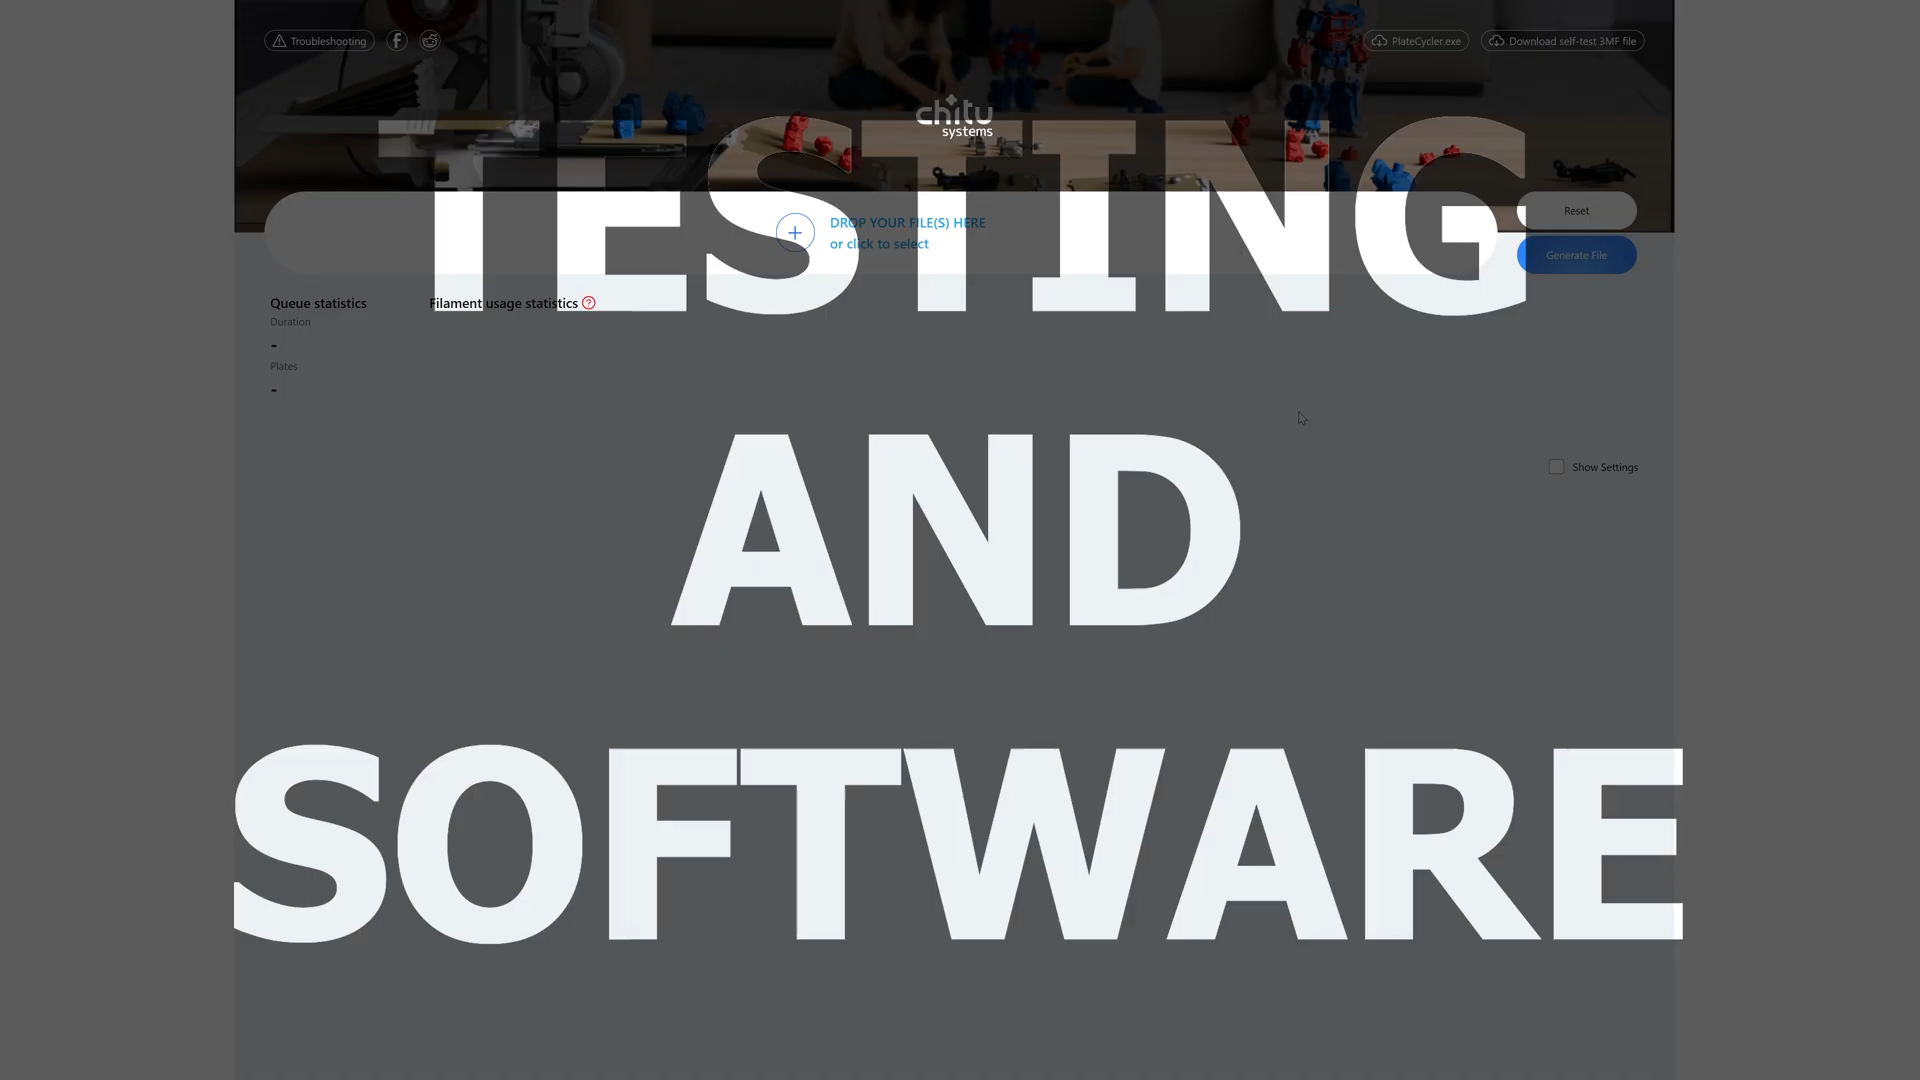 Troubleshooting
PlateCycler.exe
Download self-test 3MF file
chitu
systems
TESTING
DROP YOUR FILE(S) HERE
or click to select
Reset
Generate File
Queue statistics
Filament usage statistics ?
Duration
-
Plates
-
AND
Show Settings
SOFTWARE